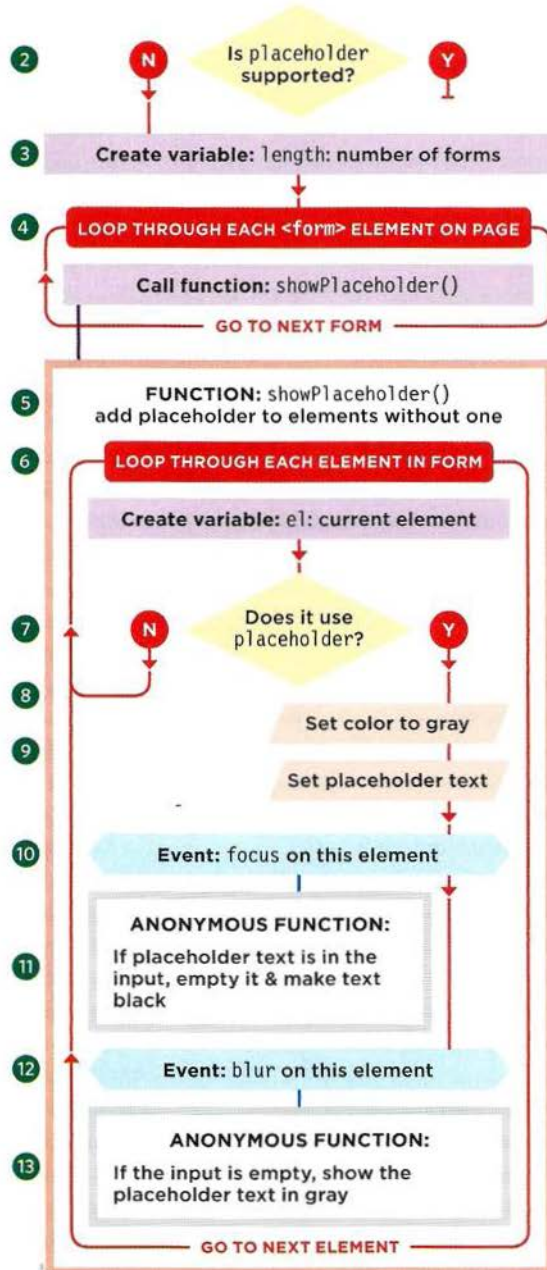 2
N
Is placeholder
supported?
Y
3
Create variable: length: number of forms
4
LOOP THROUGH EACH <form> ELEMENT ON PAGE
Call function: showPlaceholder()
GO TO NEXT FORM
5
FUNCTION: showPlaceholder()
add placeholder to elements without one
6
LOOP THROUGH EACH ELEMENT IN FORM
Create variable: el: current element
7
N
Does it use
placeholder?
Y
8
Set color to gray
9
Set placeholder text
10
Event: focus on this element
11
ANONYMOUS FUNCTION:
If placeholder text is in the
input, empty it & make text
black
12
Event: blur on this element
13
ANONYMOUS FUNCTION:
If the input is empty, show the
placeholder text in gray
GO TO NEXT ELEMENT